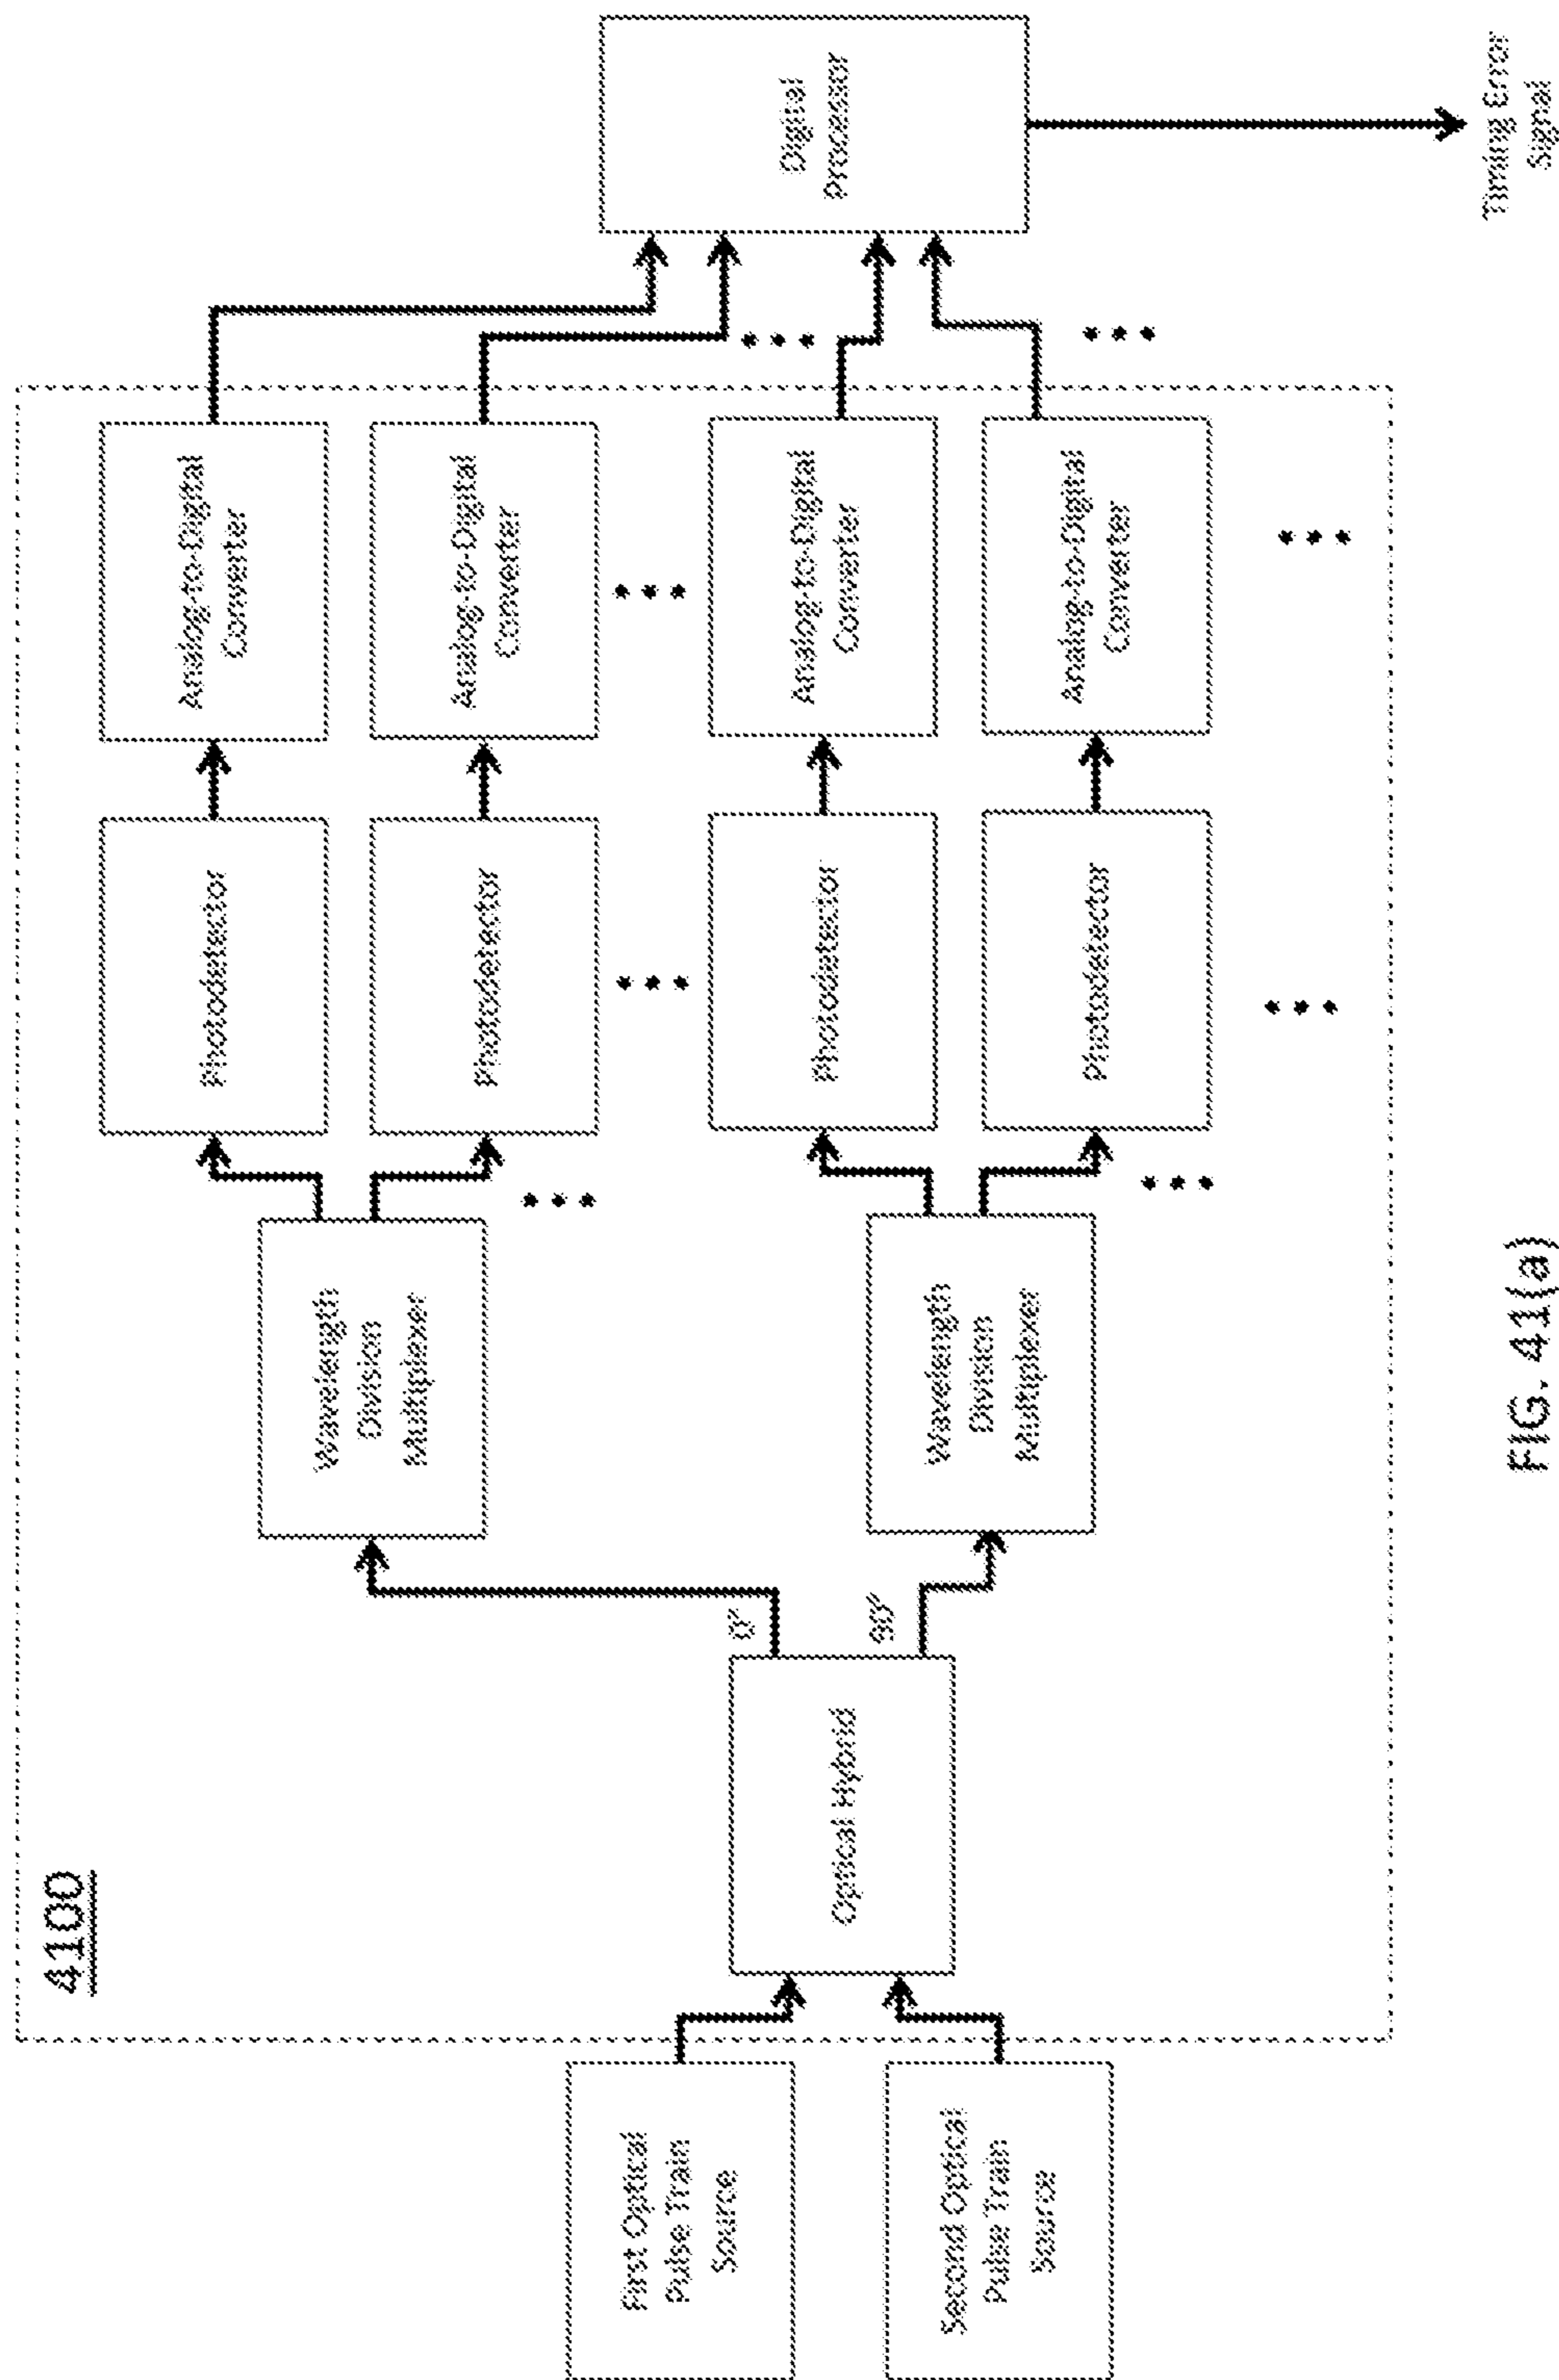 4100
First Optical
Pulse Train
Source
Second Optical
Pulse Train
Source
Optical Hybrid
0°
90°
Wavelength
Division
Multiplexer
Wavelength
Division
Multiplexer
Photodetector
Photodetector
Photodetector
Photodetector
Analog-to-Digital
Converter
Analog-to-Digital
Converter
Analog-to-Digital
Converter
Analog-to-Digital
Converter
Digital
Processor
Timing Error
Signal
FIG. 41(a)